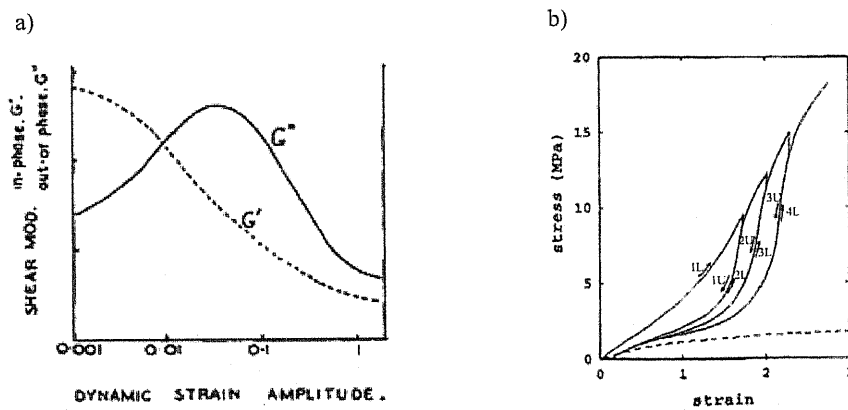 a)
SHEAR MOD. in-phase, G'.
out-of phase, G"
G"
G'
0.001 0.01 0.1 1
DYNAMIC STRAIN AMPLITUDE.
b)
stress (MPa)
20
15
10
5
0
1L
1U
2L
2U
3L
3U
4L
0 1 2 3
strain